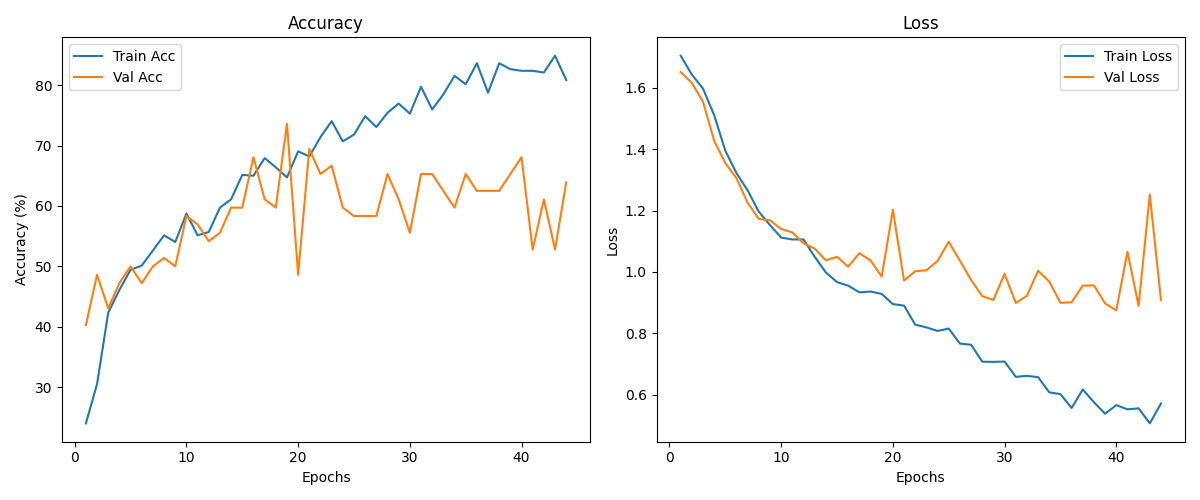 Accuracy
Train Acc
Val Acc
Accuracy (%)
80
70
60
50
40
30
0
10
20
30
40
Epochs
Loss
Train Loss
Val Loss
Loss
1.6
1.4
1.2
1.0
0.8
0.6
0
10
20
30
40
Epochs